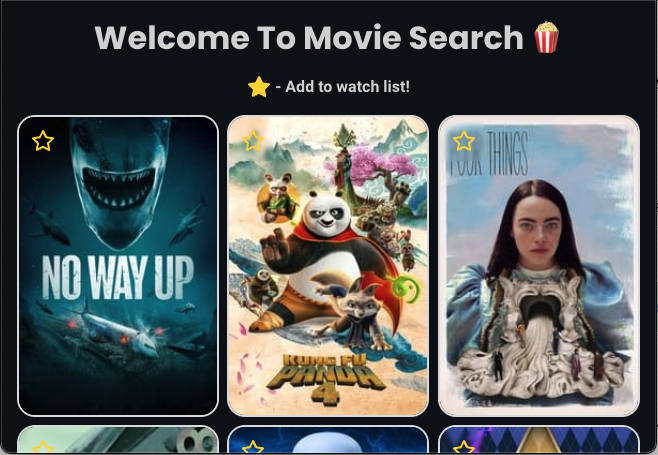 Welcome To Movie Search 🍿
⭐ - Add to watch list!
NO WAY UP
KUNG FU
PANDA
4
POOR THINGS